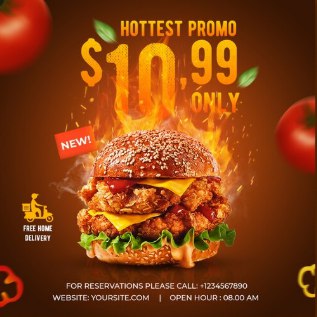 HOTTEST PROMO
$10,99
ONLY
NEW!
FREE HOME
DELIVERY
FOR RESERVATIONS PLEASE CALL: +1234567890
WEBSITE: YOURSITE.COM | OPEN HOUR : 08.00 AM